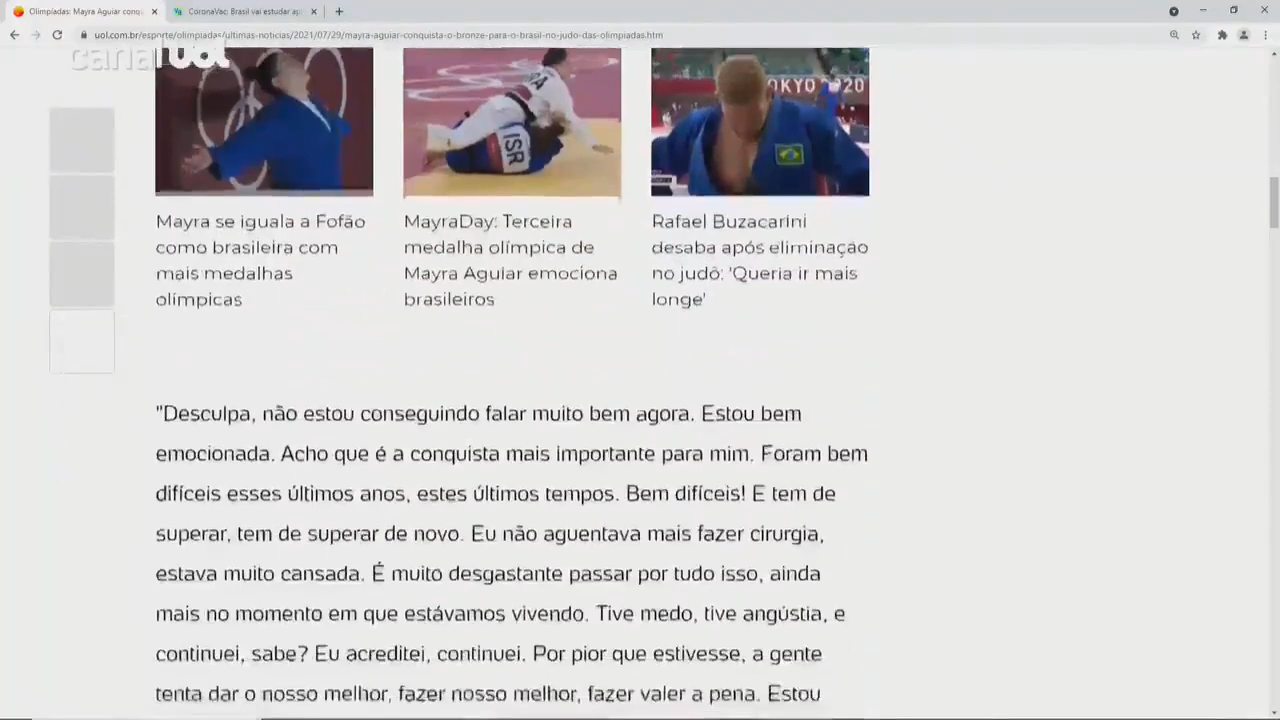 Olimpíadas: Mayra Aguiar conq
CoronaVac: Brasil vai estudar
uol.com.br/esporte/olimpiadas/ultimas-noticias/2021/07/29/mayra-aguiar-conquista-o-bronze-para-o-brasil-no-judo-das-olimpiadas.htm
canal uol
ISR
TOKYO 2020
Mayra se iguala a Fofão
como brasileira com
mais medalhas
olímpicas
MayraDay: Terceira
medalha olímpica de
Mayra Aguiar emociona
brasileiros
Rafael Buzacarini
desaba após eliminação
no judô: 'Queria ir mais
longe'
"Desculpa, não estou conseguindo falar muito bem agora. Estou bem
emocionada. Acho que é a conquista mais importante para mim. Foram bem
difíceis esses últimos anos, estes últimos tempos. Bem difíceis! E tem de
superar, tem de superar de novo. Eu não aguentava mais fazer cirurgia,
estava muito cansada. É muito desgastante passar por tudo isso, ainda
mais no momento em que estávamos vivendo. Tive medo, tive angústia, e
continuei, sabe? Eu acreditei, continuei. Por pior que estivesse, a gente
tenta dar o nosso melhor, fazer nosso melhor, fazer valer a pena. Estou